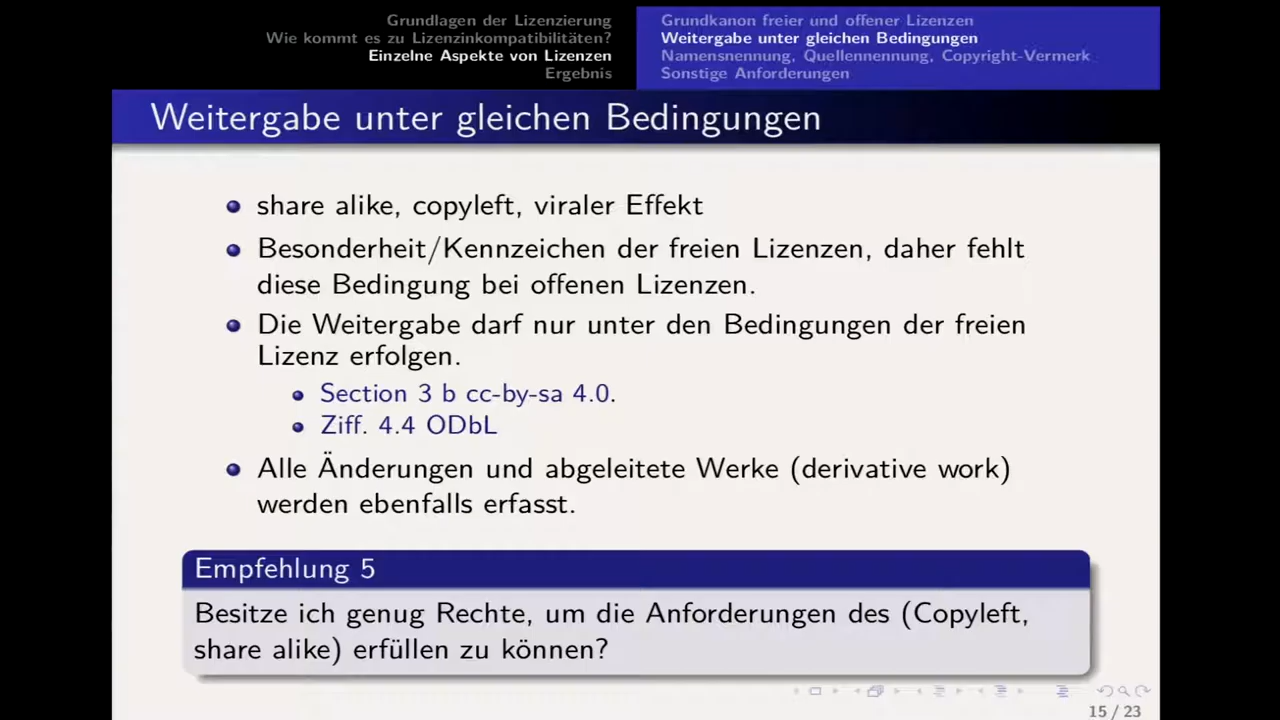 Grundlagen der Lizenzierung
Wie kommt es zu Lizenzinkompatibilitäten?
Einzelne Aspekte von Lizenzen
Ergebnis
Grundkanon freier und offener Lizenzen
Weitergabe unter gleichen Bedingungen
Namensnennung, Quellennennung, Copyright-Vermerk
Sonstige Anforderungen
Weitergabe unter gleichen Bedingungen
share alike, copyleft, viraler Effekt
Besonderheit/Kennzeichen der freien Lizenzen, daher fehlt
diese Bedingung bei offenen Lizenzen.
Die Weitergabe darf nur unter den Bedingungen der freien
Lizenz erfolgen.
Section 3 b cc-by-sa 4.0.
Ziff. 4.4 ODbL
Alle Änderungen und abgeleitete Werke (derivative work)
werden ebenfalls erfasst.
Empfehlung 5
Besitze ich genug Rechte, um die Anforderungen des (Copyleft,
share alike) erfüllen zu können?
15 / 23